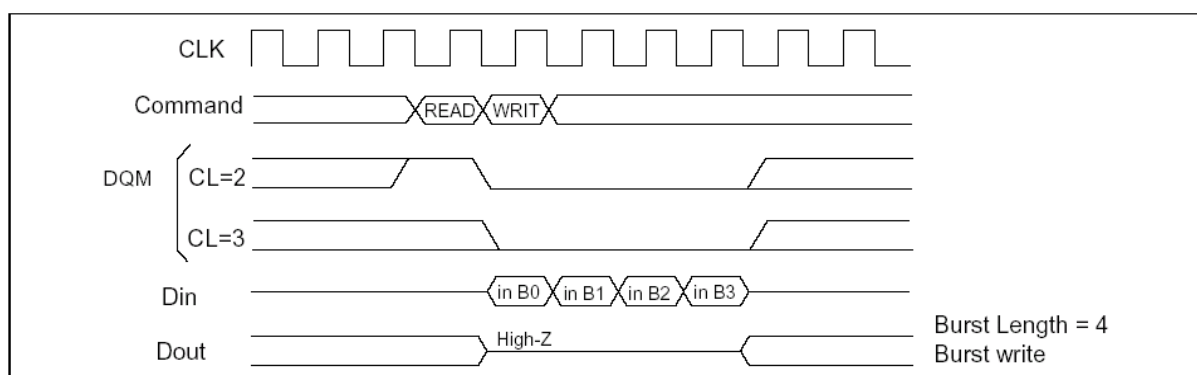 CLK
Command
READ WRIT
DQM
CL=2
CL=3
Din
in B0 in B1 in B2 in B3
Dout
High-Z
Burst Length = 4
Burst write